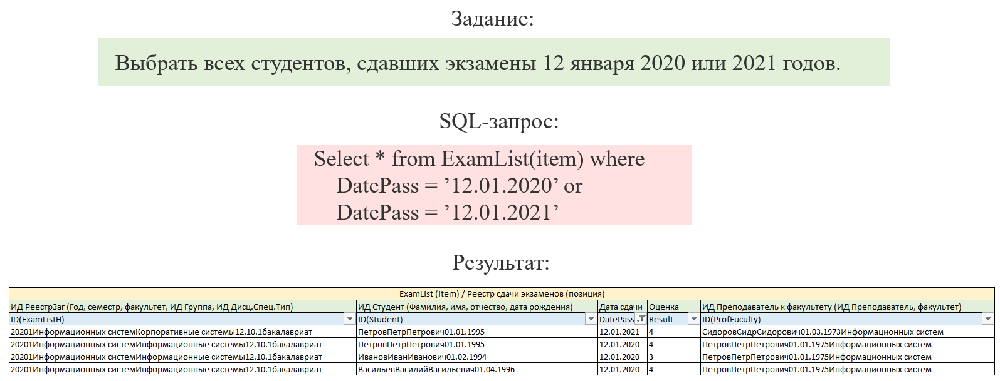 Задание:
Выбрать всех студентов, сдавших экзамены 12 января 2020 или 2021 годов.
SQL-запрос:
Select * from ExamList(item) where
DatePass = ’12.01.2020’ or
DatePass = ’12.01.2021’
Результат:
ExamList (item) / Реестр сдачи экзаменов (позиция)
ИД РеестрЗаг (Год, семестр, факультет, ИД Группа, ИД Дисц.Спец.Тип) ИД Студент (Фамилия, имя, отчество, дата рождения) Дата сдачи Оценка ИД Преподаватель к факультету (ИД Преподаватель, факультет)
ID(ExamListH) ID(Student) DatePass Result ID(ProfFuculty)
20201Информационных системКорпоративные системы12.10.1бакалавриат ПетровПетрПетрович01.01.1995 12.01.2021 4 СидоровСидрСидорович01.03.1973Информационных систем
20201Информационных системИнформационные системы12.10.1бакалавриат ПетровПетрПетрович01.01.1995 12.01.2020 4 ПетровПетрПетрович01.01.1975Информационных систем
20201Информационных системИнформационные системы12.10.1бакалавриат ИвановИванИванович01.02.1994 12.01.2020 3 ПетровПетрПетрович01.01.1975Информационных систем
20201Информационных системИнформационные системы12.10.1бакалавриат ВасильевВасилийВасильевич01.04.1996 12.01.2020 4 ПетровПетрПетрович01.01.1975Информационных систем